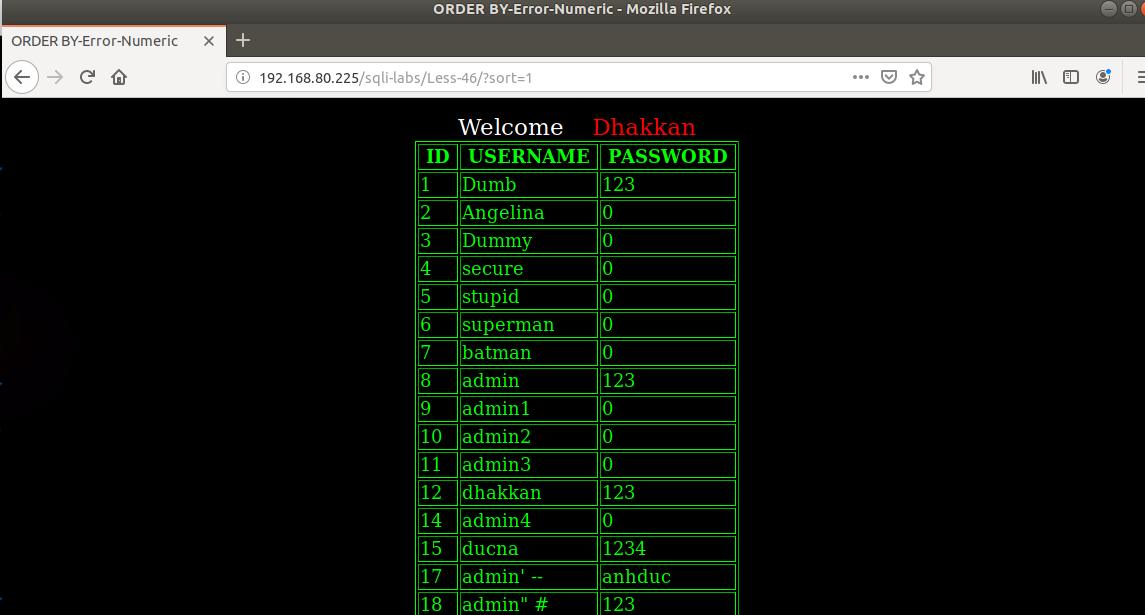 ORDER BY-Error-Numeric - Mozilla Firefox
ORDER BY-Error-Numeric
192.168.80.225/sqli-labs/Less-46/?sort=1
Welcome Dhakkan
ID USERNAME PASSWORD
1 Dumb 123
2 Angelina 0
3 Dummy 0
4 secure 0
5 stupid 0
6 superman 0
7 batman 0
8 admin 123
9 admin1 0
10 admin2 0
11 admin3 0
12 dhakkan 123
14 admin4 0
15 ducna 1234
17 admin' -- anhduc
18 admin" # 123